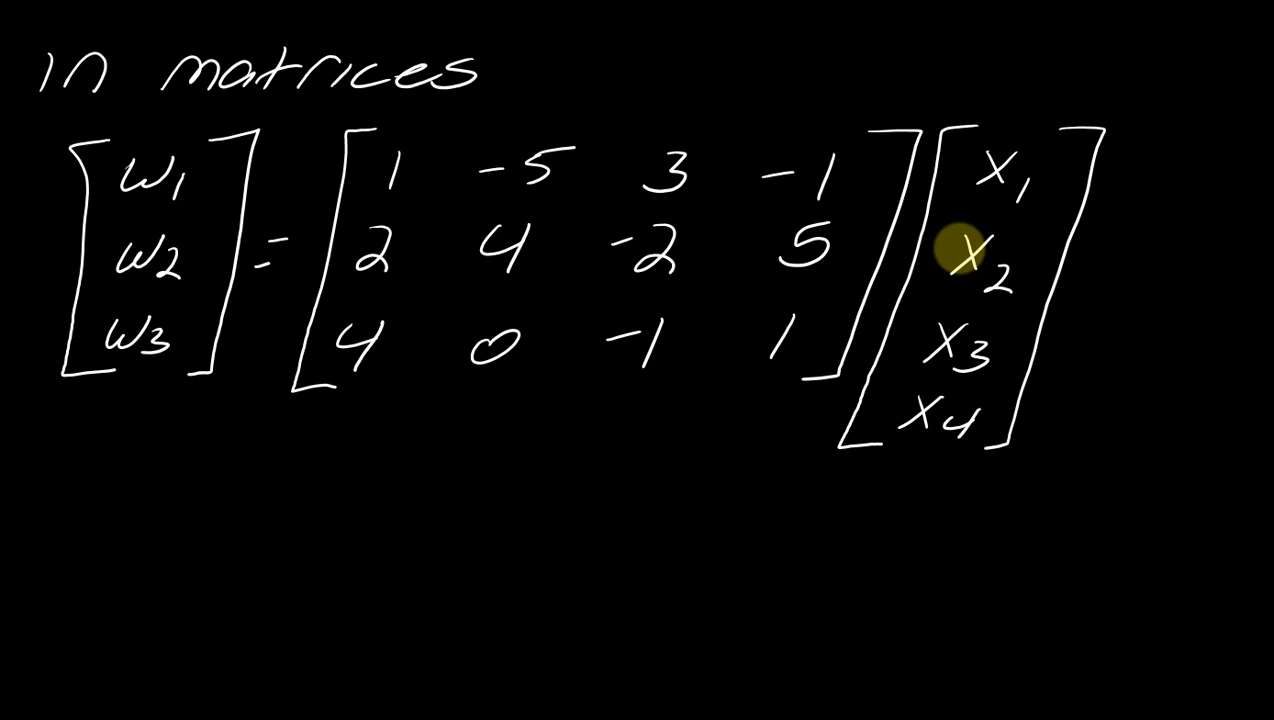 in matrices
[w1 w2 w3] = [1 -5 3 -1
2 4 -2 5
4 0 -1 1] [x1 x2 x3 x4]